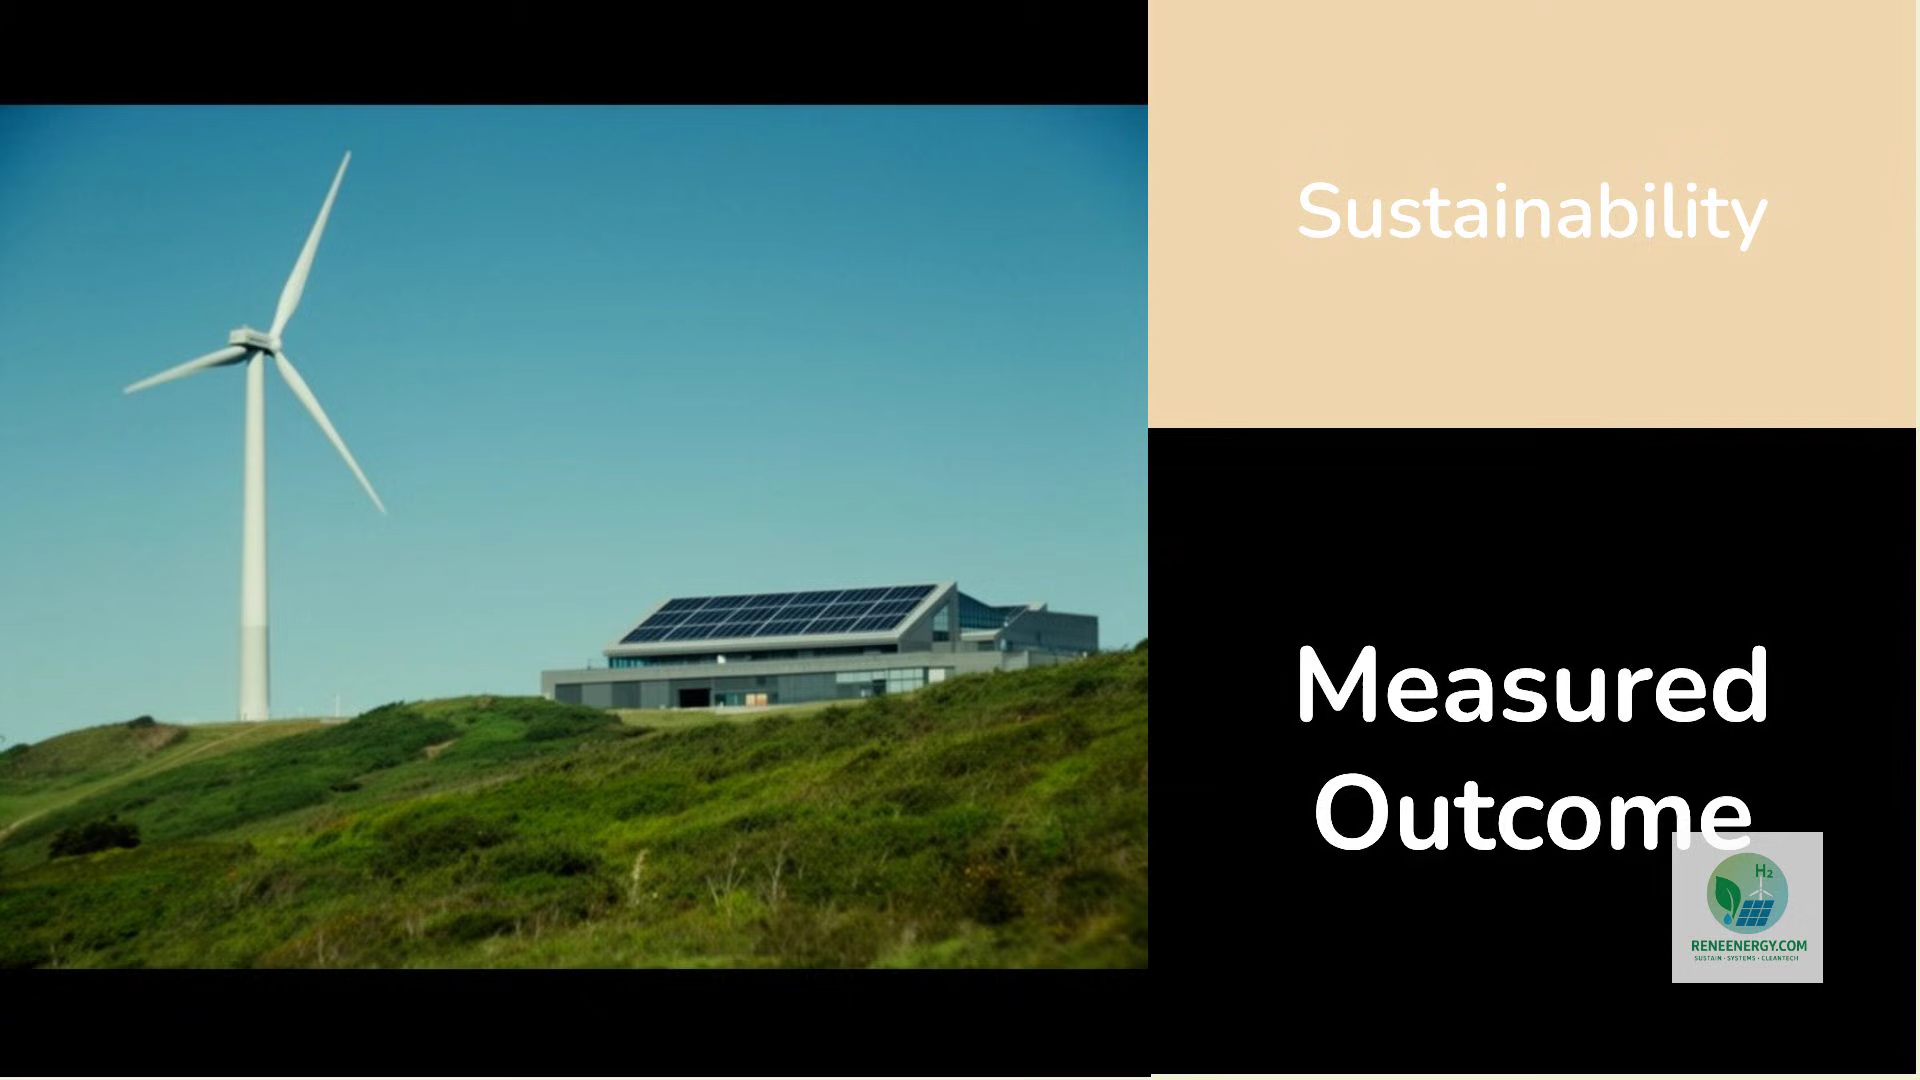 Sustainability
Measured
Outcome
H₂
RENEENERGY.COM
SUSTAIN · SYSTEMS · CLEANTECH